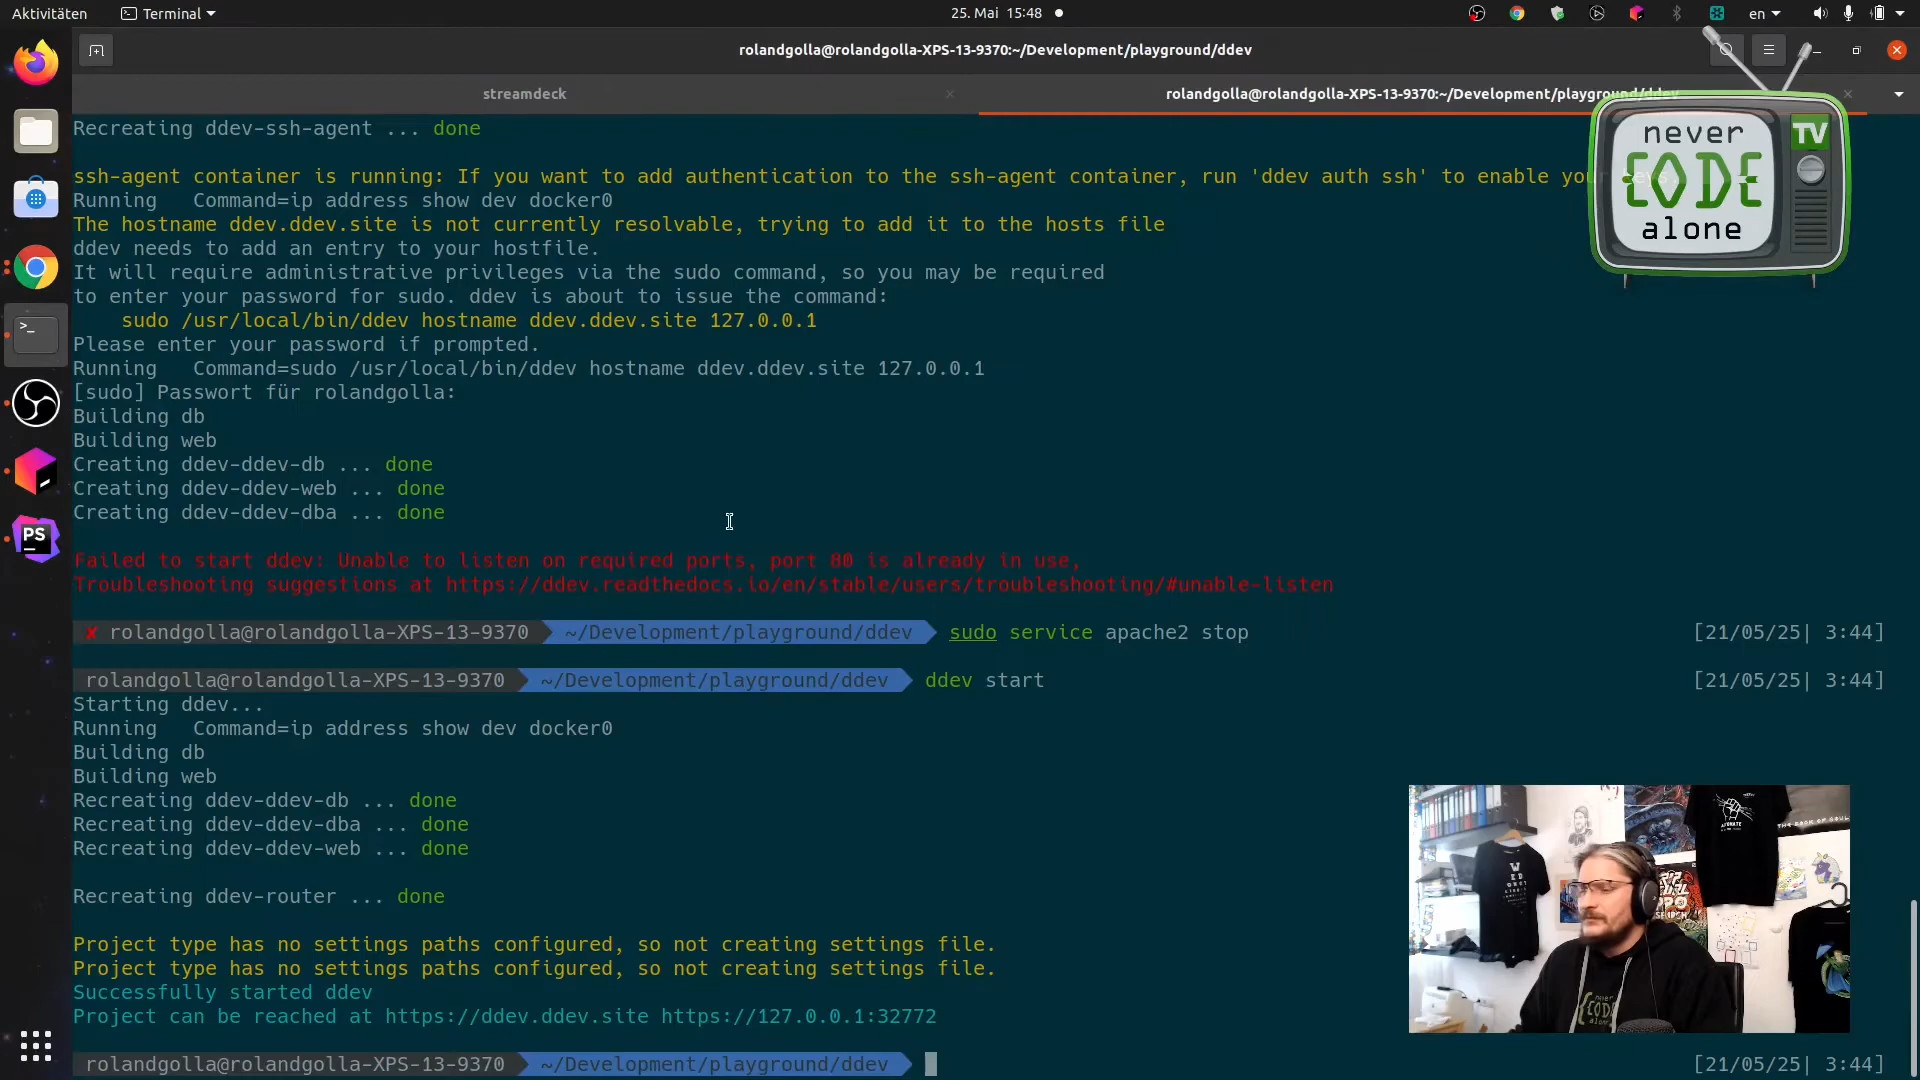 Aktivitäten
Terminal
25. Mai 15:48
en
rolandgolla@rolandgolla-XPS-13-9370:~/Development/playground/ddev
streamdeck
rolandgolla@rolandgolla-XPS-13-9370:~/Development/playground/ddev
never
CODE
alone
TV
Recreating ddev-ssh-agent ... done
ssh-agent container is running: If you want to add authentication to the ssh-agent container, run 'ddev auth ssh' to enable your keys.
Running Command=ip address show dev docker0
The hostname ddev.ddev.site is not currently resolvable, trying to add it to the hosts file
ddev needs to add an entry to your hostfile.
It will require administrative privileges via the sudo command, so you may be required
to enter your password for sudo. ddev is about to issue the command:
sudo /usr/local/bin/ddev hostname ddev.ddev.site 127.0.0.1
Please enter your password if prompted.
Running Command=sudo /usr/local/bin/ddev hostname ddev.ddev.site 127.0.0.1
[sudo] Passwort für rolandgolla:
Building db
Building web
Creating ddev-ddev-db ... done
Creating ddev-ddev-web ... done
Creating ddev-ddev-dba ... done
Failed to start ddev: Unable to listen on required ports, port 80 is already in use,
Troubleshooting suggestions at https://ddev.readthedocs.io/en/stable/users/troubleshooting/#unable-listen
✘ rolandgolla@rolandgolla-XPS-13-9370 ~/Development/playground/ddev sudo service apache2 stop [21/05/25| 3:44]
rolandgolla@rolandgolla-XPS-13-9370 ~/Development/playground/ddev ddev start [21/05/25| 3:44]
Starting ddev...
Running Command=ip address show dev docker0
Building db
Building web
Recreating ddev-ddev-db ... done
Recreating ddev-ddev-dba ... done
Recreating ddev-ddev-web ... done
Recreating ddev-router ... done
Project type has no settings paths configured, so not creating settings file.
Project type has no settings paths configured, so not creating settings file.
Successfully started ddev
Project can be reached at https://ddev.ddev.site https://127.0.0.1:32772
rolandgolla@rolandgolla-XPS-13-9370 ~/Development/playground/ddev [21/05/25| 3:44]
PS
never
CODE
alone